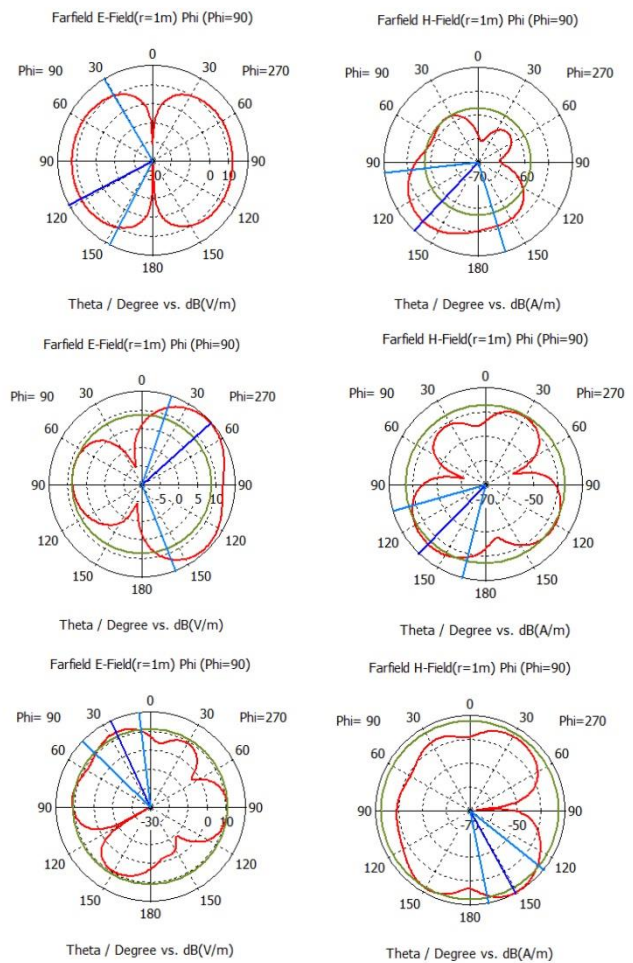 Farfield E-Field(r=1m) Phi (Phi=90)
0
Phi= 90 30 30 Phi=270
60 60
90 0 10 90
120 120
150 150
180
Theta / Degree vs. dB(V/m)
Farfield H-Field(r=1m) Phi (Phi=90)
0
Phi= 90 30 30 Phi=270
60 60
90 -70 60 90
120 120
150 150
180
Theta / Degree vs. dB(A/m)
Farfield E-Field(r=1m) Phi (Phi=90)
0
Phi= 90 30 30 Phi=270
60 60
90 -5 0 5 10 90
120 120
150 150
180
Theta / Degree vs. dB(V/m)
Farfield H-Field(r=1m) Phi (Phi=90)
0
Phi= 90 30 30 Phi=270
60 60
90 -70 -50 90
120 120
150 150
180
Theta / Degree vs. dB(A/m)
Farfield E-Field(r=1m) Phi (Phi=90)
0
Phi= 90 30 30 Phi=270
60 60
90 -30 0 10 90
120 120
150 150
180
Theta / Degree vs. dB(V/m)
Farfield H-Field(r=1m) Phi (Phi=90)
0
Phi= 90 30 30 Phi=270
60 60
90 -50 90
120 120
150 150
180
Theta / Degree vs. dB(A/m)